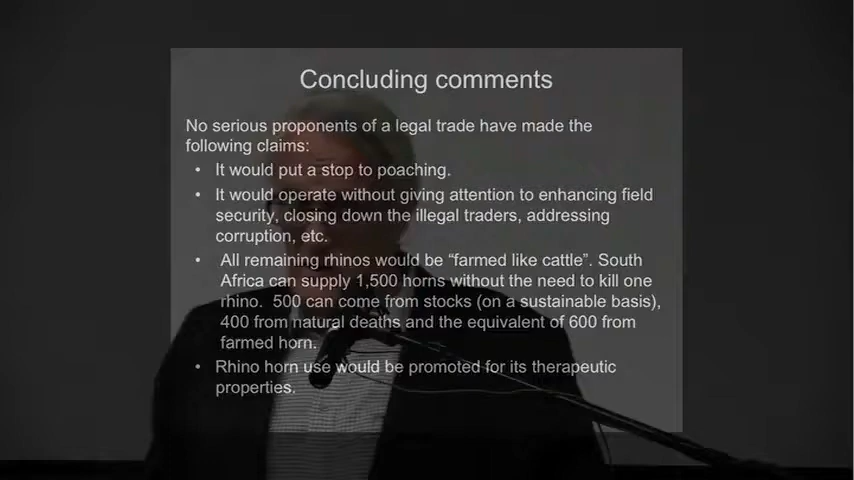 Concluding comments
No serious proponents of a legal trade have made the
following claims:
• It would put a stop to poaching.
• It would operate without giving attention to enhancing field
security, closing down the illegal traders, addressing
corruption, etc.
• All remaining rhinos would be “farmed like cattle”. South
Africa can supply 1,500 horns without the need to kill one
rhino.  500 can come from stocks (on a sustainable basis),
400 from natural deaths and the equivalent of 600 from
farmed horn.
• Rhino horn use would be promoted for its therapeutic
properties.